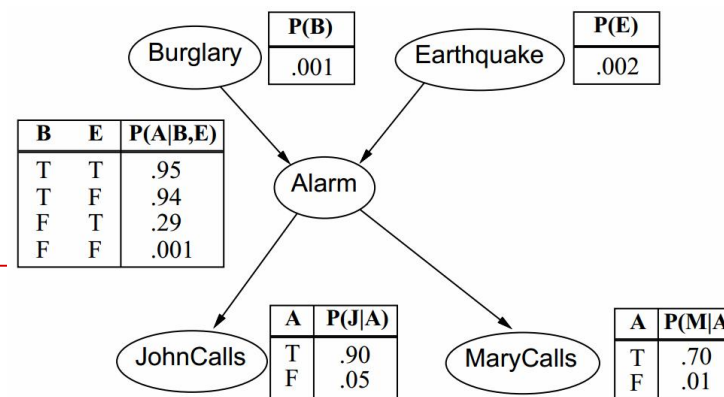 Burglary
P(B)
.001
Earthquake
P(E)
.002
B E P(A|B,E)
T T .95
T F .94
F T .29
F F .001
Alarm
JohnCalls
A P(J|A)
T .90
F .05
MaryCalls
A P(M|A
T .70
F .01